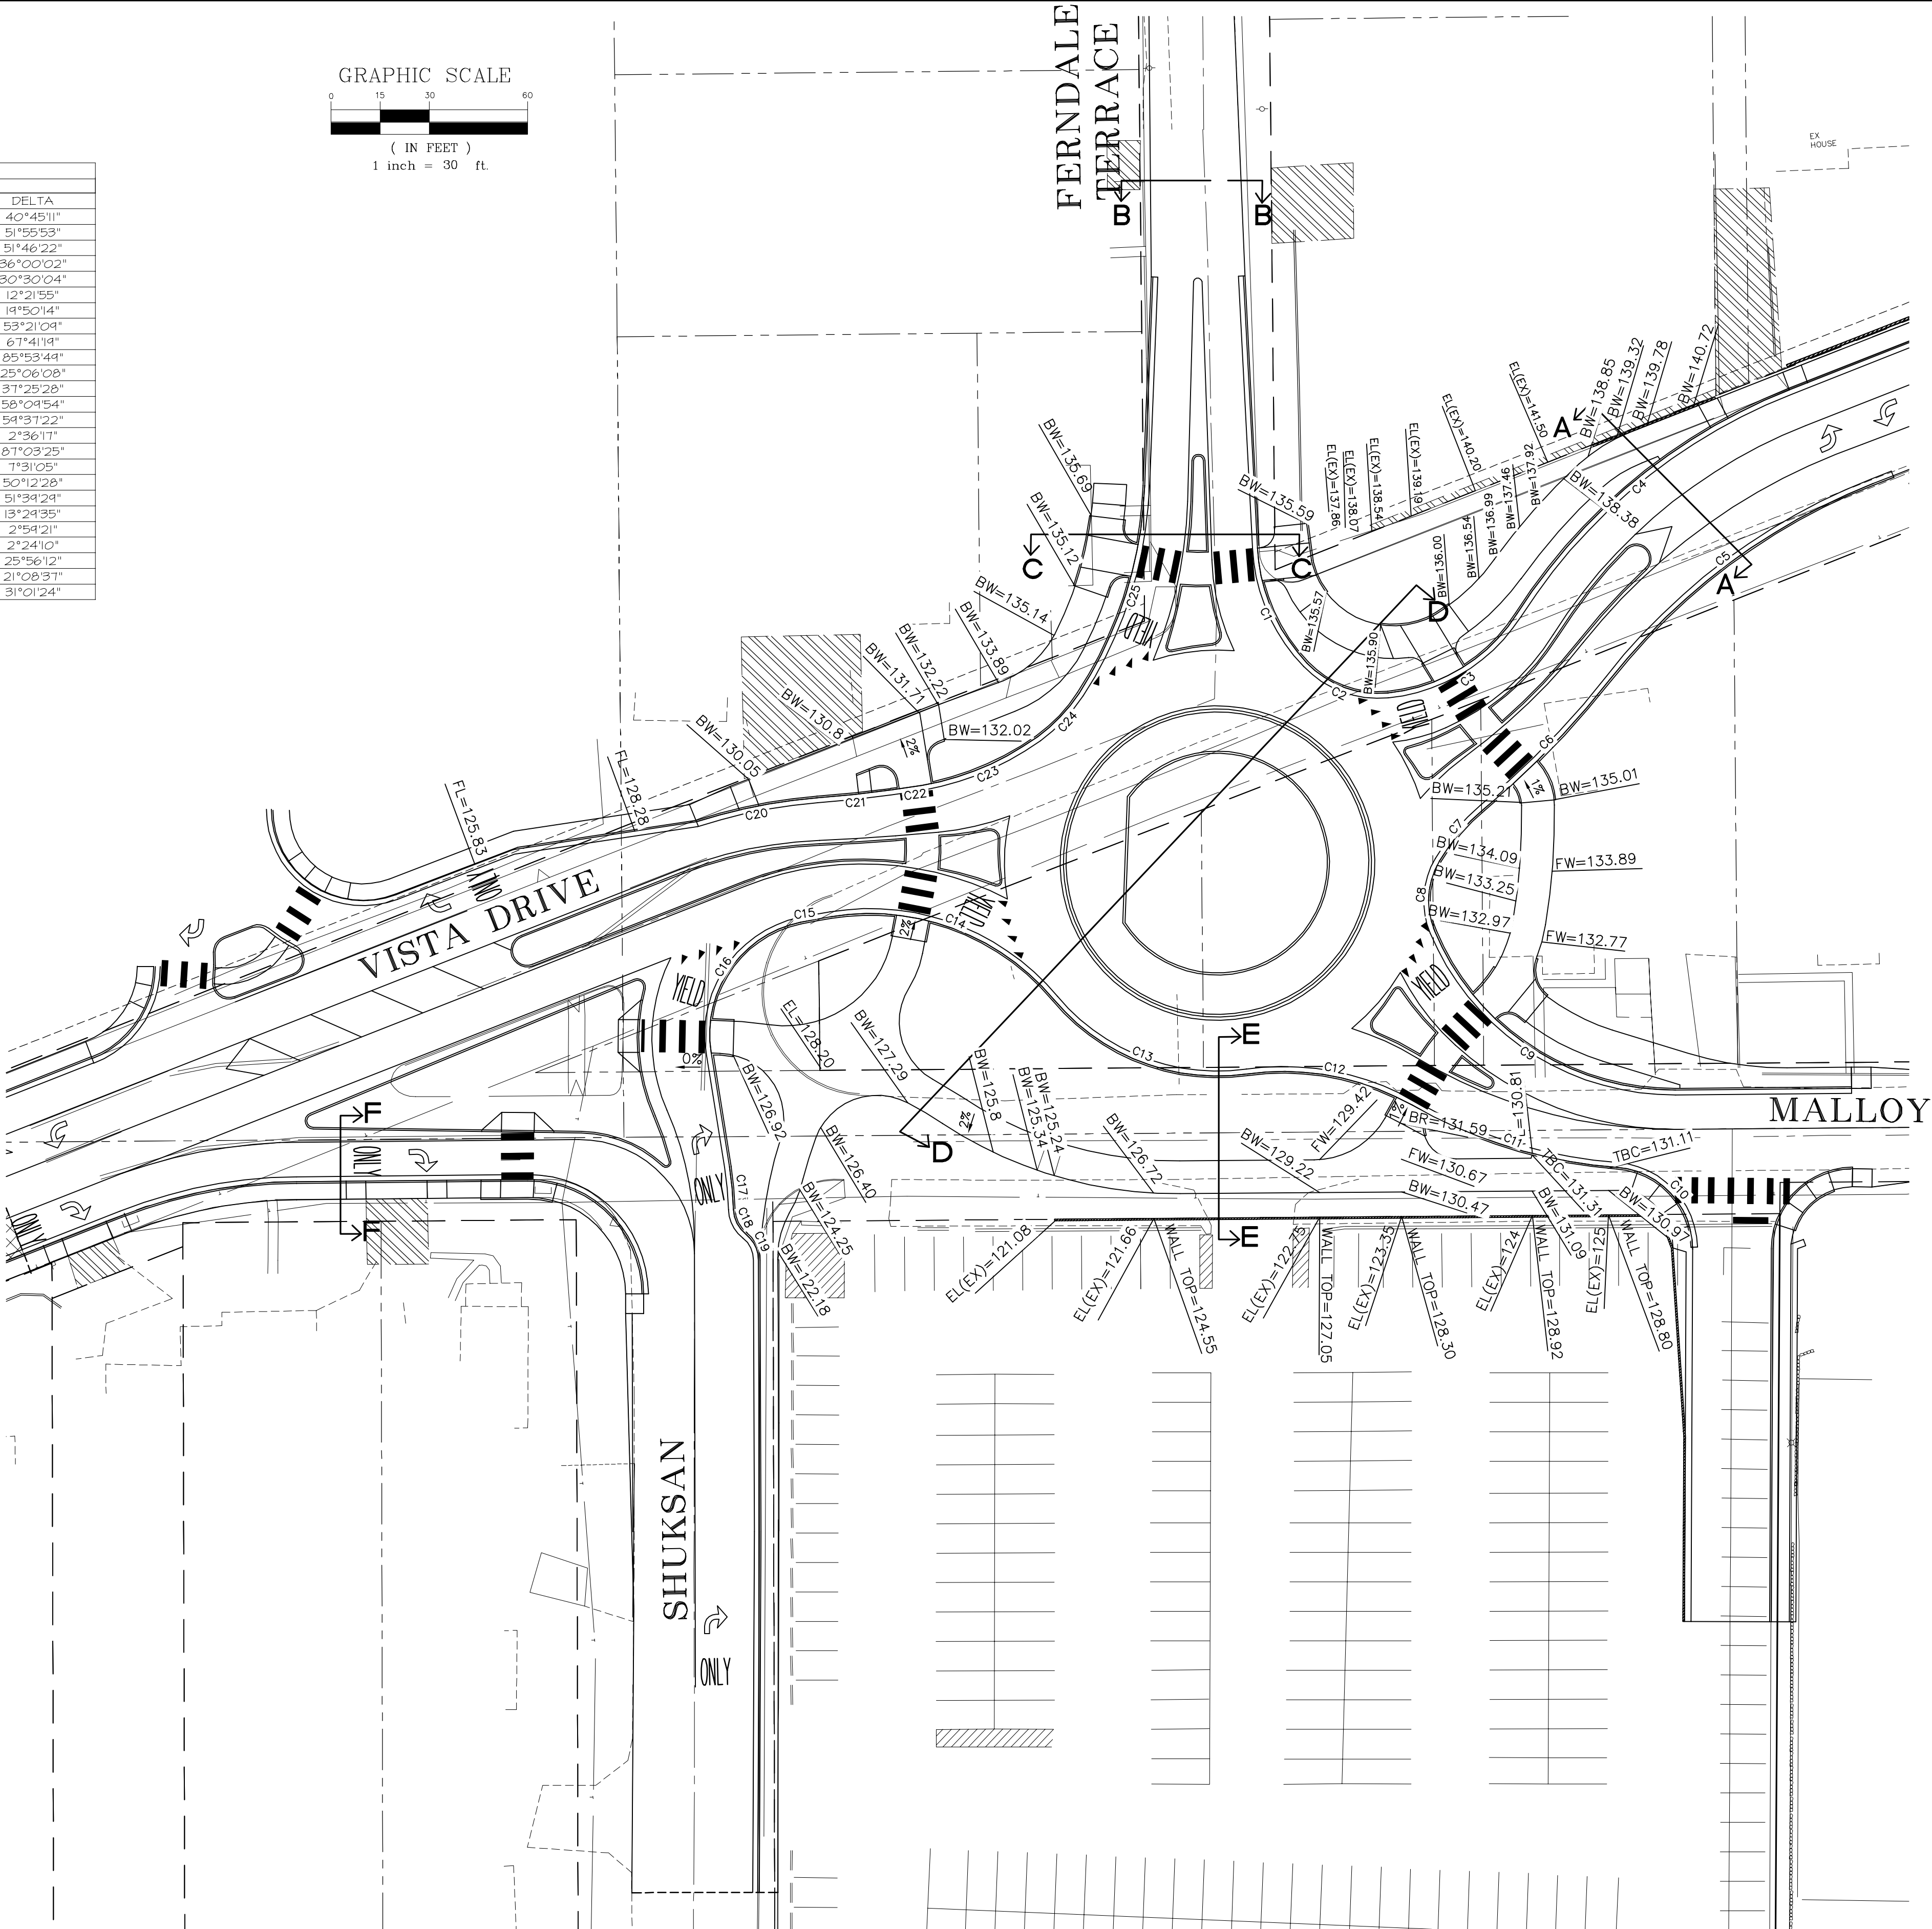 GRAPHIC SCALE
0 15 30 60
( IN FEET )
1 inch = 30 ft.
DELTA
40°45'11"
51°55'53"
51°46'22"
36°00'02"
30°30'04"
12°21'55"
19°50'14"
53°21'09"
67°41'19"
85°53'49"
25°06'08"
37°25'28"
58°09'54"
59°37'22"
2°36'17"
87°03'25"
7°31'05"
50°12'28"
51°39'29"
13°29'35"
2°59'21"
2°24'10"
25°56'12"
21°08'37"
31°01'24"
FERNDALE
TERRACE
EX
HOUSE
B
B
BW=135.69
BW=135.12
BW=135.14
BW=133.89
BW=132.22
BW=131.71
BW=130.8
BW=130.05
BW=132.02
2%
FL=128.28
FL=125.83
C
C
BW=135.59
EL(EX)=137.86
EL(EX)=138.07
EL(EX)=138.54
EL(EX)=139.19
EL(EX)=140.20
EL(EX)=141.50
BW=138.85
BW=139.32
BW=139.78
BW=140.72
A
A
BW=138.38
BW=137.92
BW=137.46
BW=136.99
BW=136.54
BW=136.00
BW=135.57
BW=135.90
D
D
C1
C2
C3
C4
C5
C6
C7
C8
C9
C10
C11
C12
C13
C14
C15
C16
C17
C18
C19
C20
C21
C22
C23
C24
C25
YIELD
YIELD
YIELD
YIELD
YIELD
BW=135.21
1%
BW=135.01
BW=134.09
FW=133.89
BW=133.25
BW=132.97
FW=132.77
VISTA DRIVE
ONLY
2%
0%
FL=128.20
BW=127.29
BW=126.92
BW=126.40
BW=124.25
BW=122.18
2%
BW=125.8
BW=125.34
BW=125.24
BW=126.72
E
E
BW=129.22
FW=129.42
1%
BR=131.59
=130.81
FW=130.67
BW=130.47
TBC=131.31
TBC=131.11
BW=131.09
BW=130.97
MALLOY
F
F
ONLY
ONLY
ONLY
EL(EX)=121.08
EL(EX)=121.66
WALL TOP=124.55
EL(EX)=122.75
WALL TOP=127.05
EL(EX)=123.35
WALL TOP=128.30
EL(EX)=124
WALL TOP=128.92
EL(EX)=125
WALL TOP=128.80
SHUKSAN
ONLY